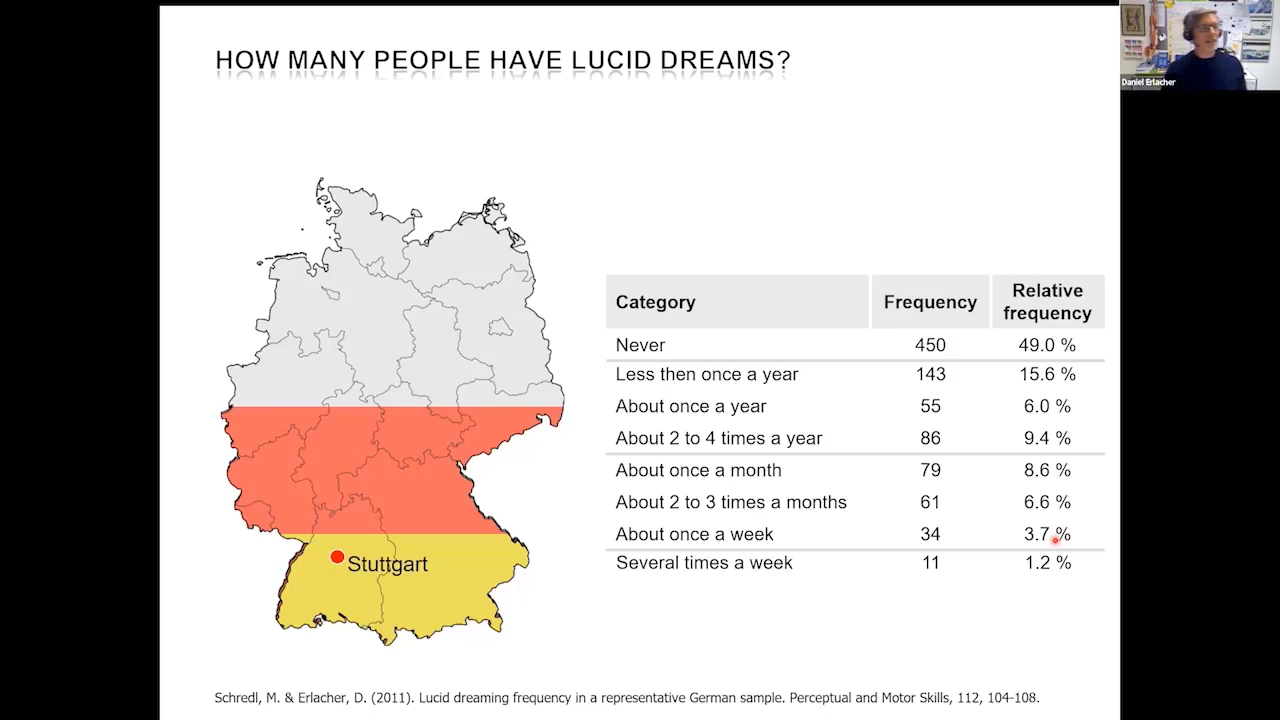 HOW MANY PEOPLE HAVE LUCID DREAMS?
Daniel Erlacher
Stuttgart
Category Frequency Relative frequency
Never 450 49.0 %
Less then once a year 143 15.6 %
About once a year 55 6.0 %
About 2 to 4 times a year 86 9.4 %
About once a month 79 8.6 %
About 2 to 3 times a months 61 6.6 %
About once a week 34 3.7 %
Several times a week 11 1.2 %
Schredl, M. & Erlacher, D. (2011). Lucid dreaming frequency in a representative German sample. Perceptual and Motor Skills, 112, 104-108.